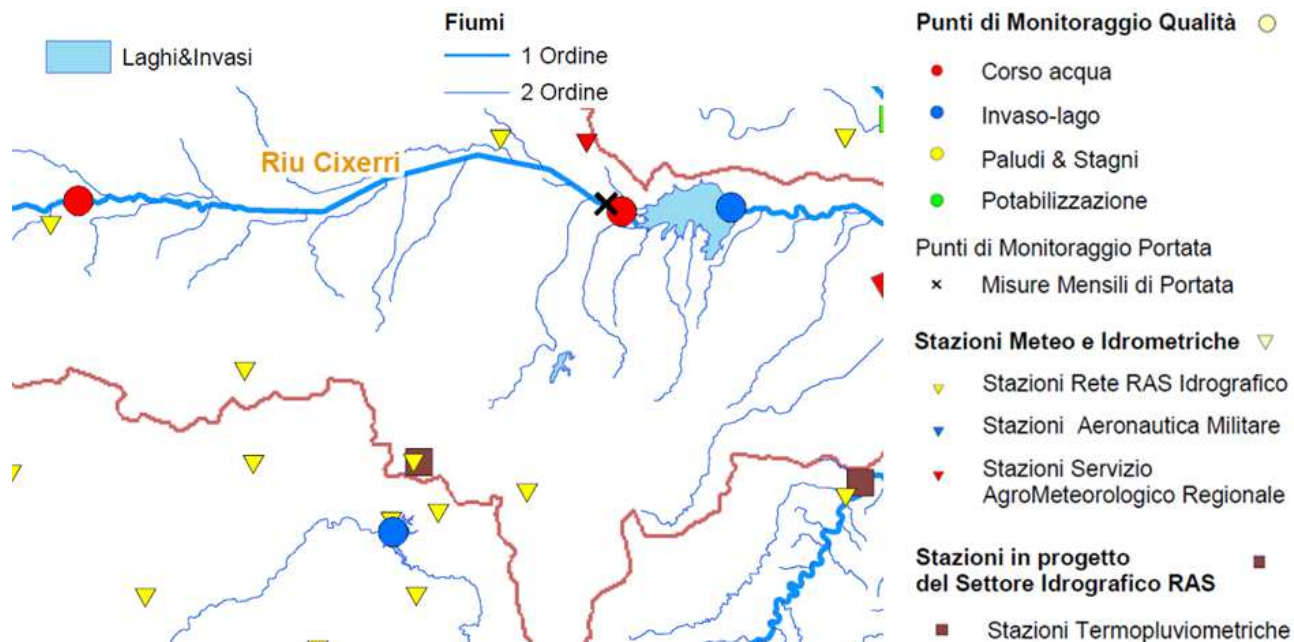 Laghi&Invasi
Fiumi
1 Ordine
2 Ordine
Riu Cixerri
Punti di Monitoraggio Qualità
Corso acqua
Invaso-lago
Paludi & Stagni
Potabilizzazione
Punti di Monitoraggio Portata
Misure Mensili di Portata
Stazioni Meteo e Idrometriche
Stazioni Rete RAS Idrografico
Stazioni Aeronautica Militare
Stazioni Servizio
AgroMeteorologico Regionale
Stazioni in progetto
del Settore Idrografico RAS
Stazioni Termopluviometriche